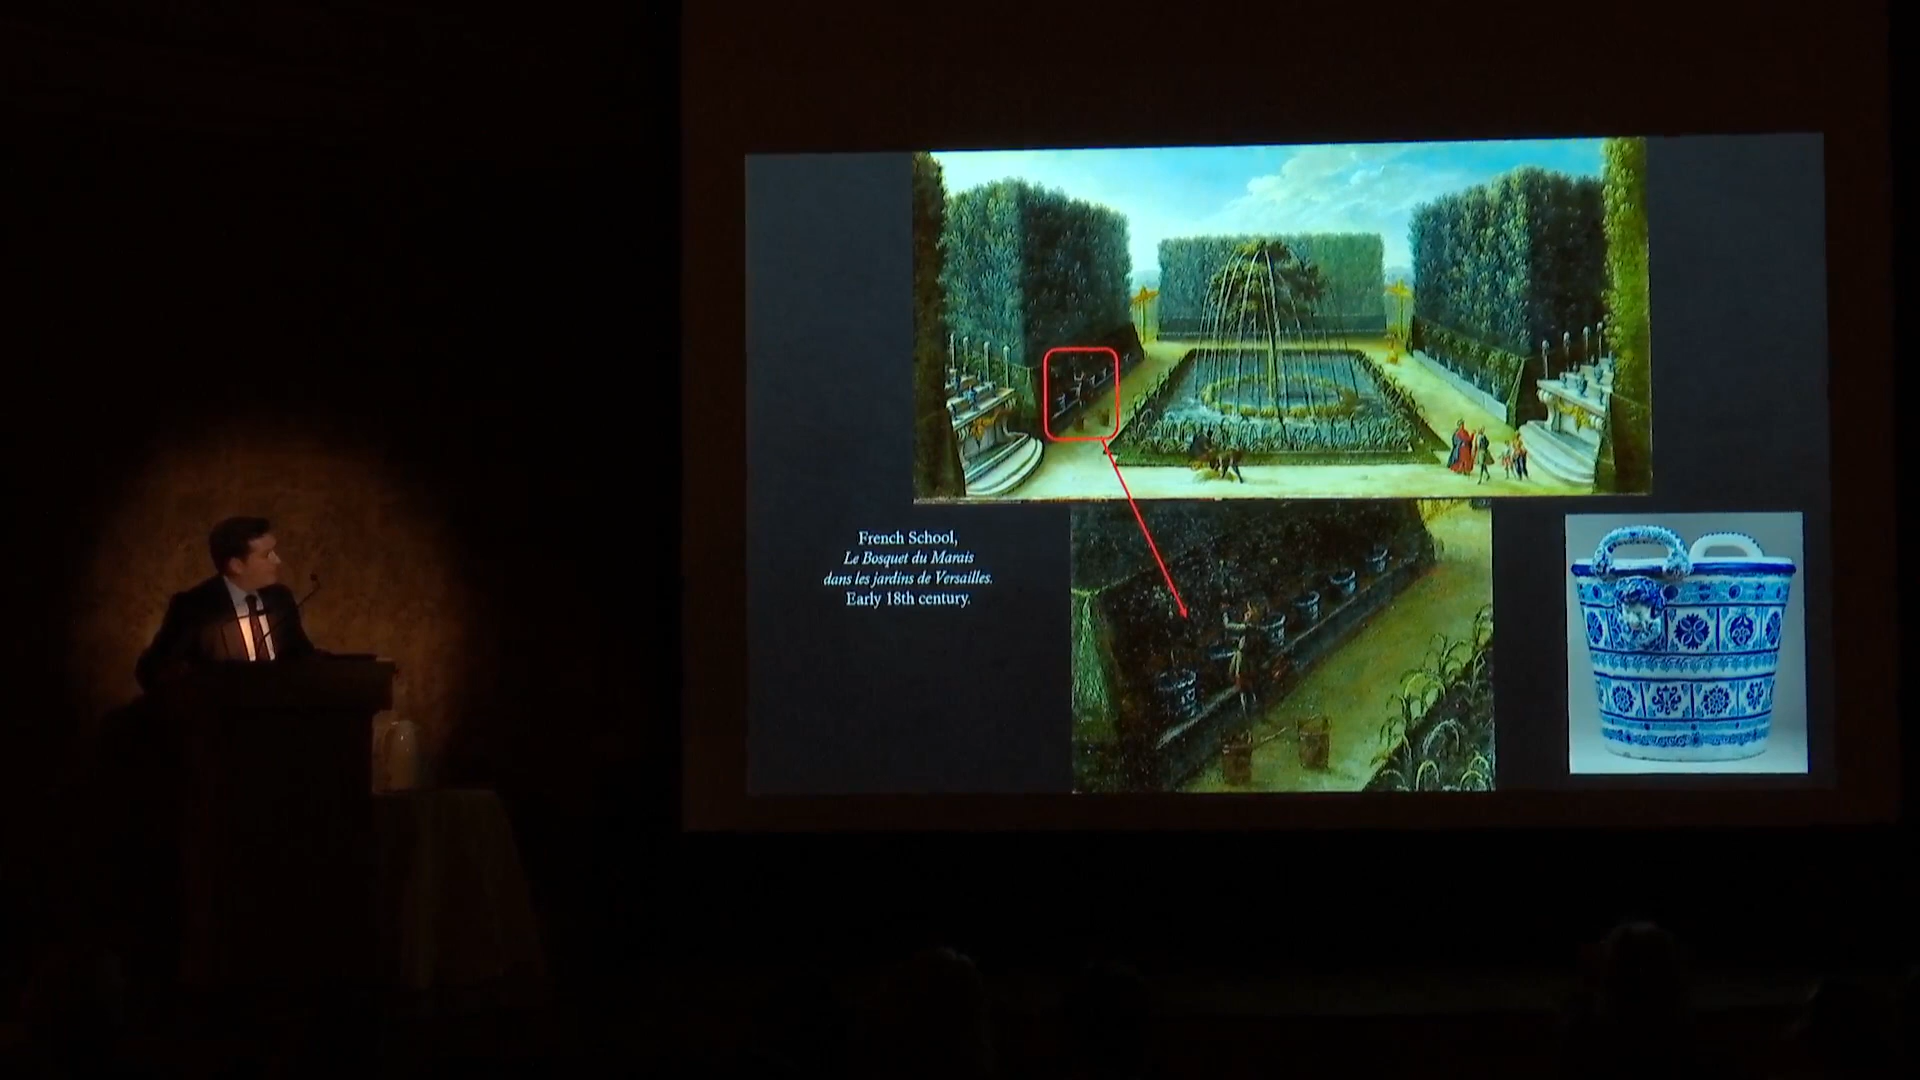 French School,
Le Bosquet du Marais
dans les jardins de Versailles.
Early 18th century.